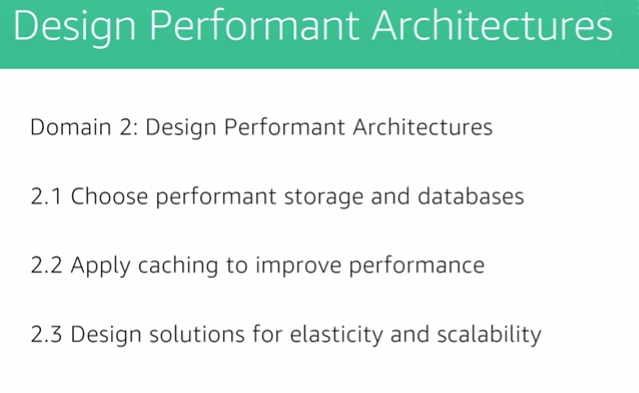 Design Performant Architectures
Domain 2: Design Performant Architectures
2.1 Choose performant storage and databases
2.2 Apply caching to improve performance
2.3 Design solutions for elasticity and scalability